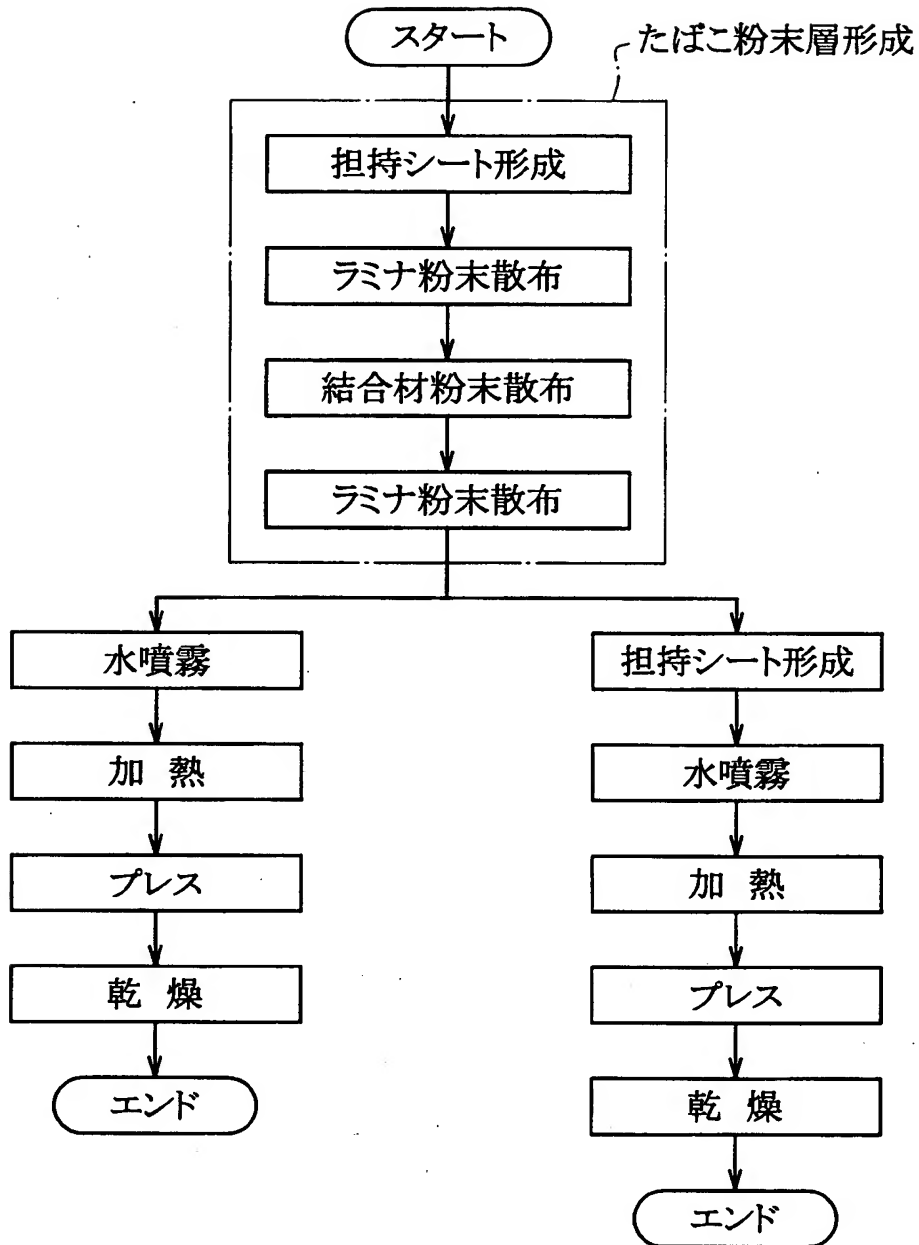 スタート
たばこ粉末層形成
担持シート形成
ラミナ粉末散布
結合材粉末散布
ラミナ粉末散布
水噴霧
加 熱
プレス
乾 燥
エンド
担持シート形成
水噴霧
加 熱
プレス
乾 燥
エンド